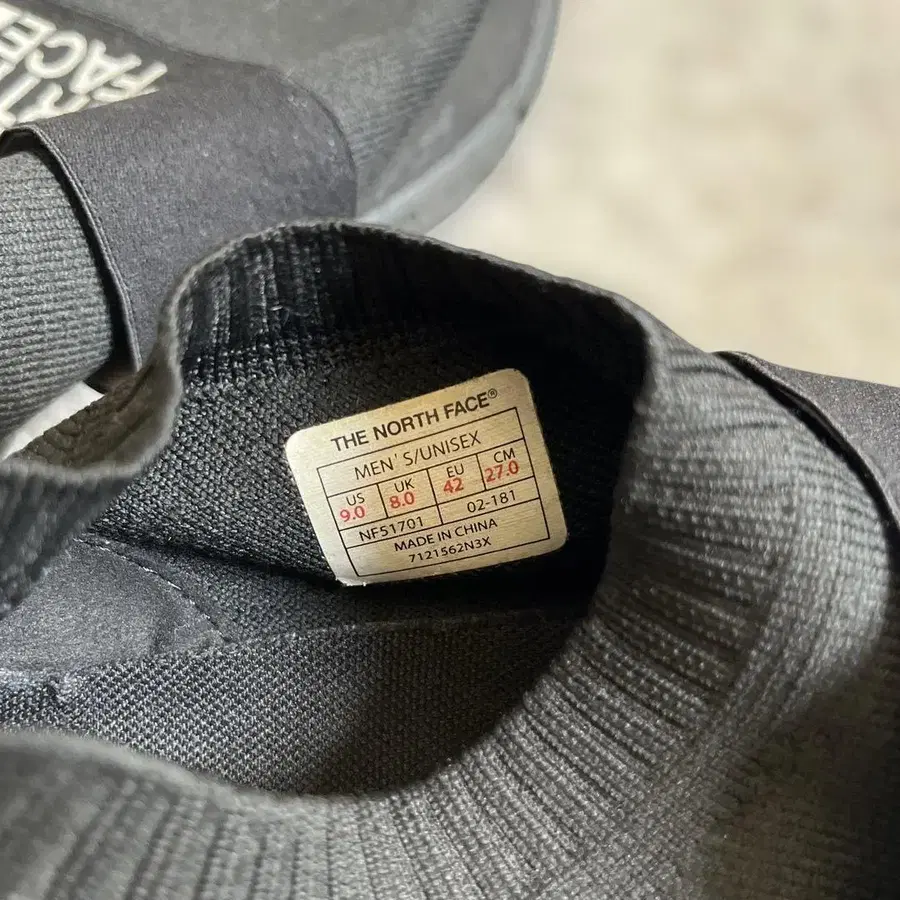 FACE
THE NORTH FACE®
MEN'S/UNISEX
US UK EU CM
9.0 8.0 42 27.0
NF51701 02-181
MADE IN CHINA
7121562N3X